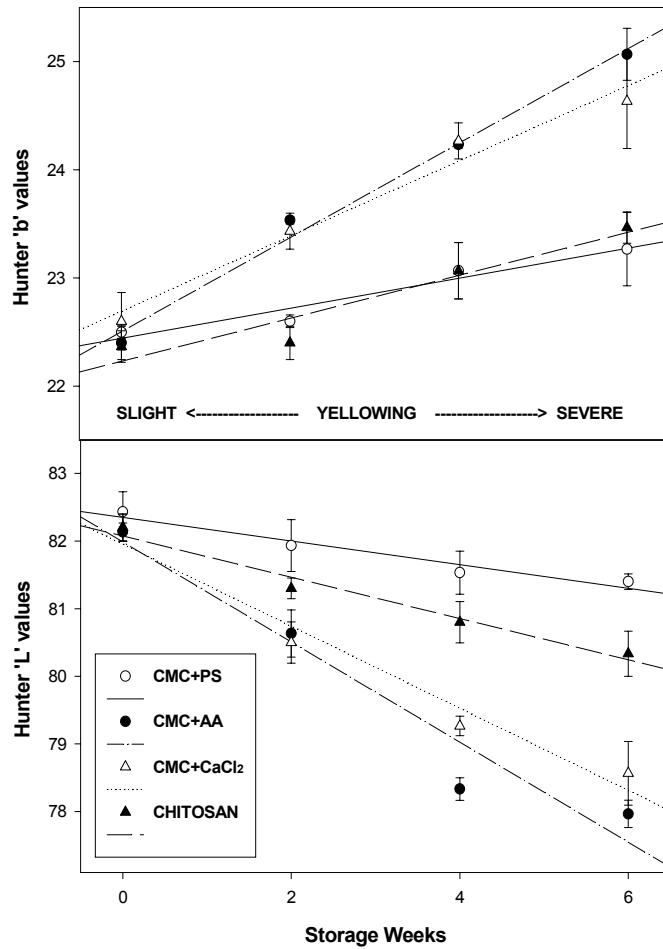 25
24
23
22
Hunter 'b' values
SLIGHT <--------------------- YELLOWING ---------------------> SEVERE
83
82
81
80
79
78
Hunter 'L' values
CMC+PS
CMC+AA
CMC+CaCl₂
CHITOSAN
0 2 4 6
Storage Weeks